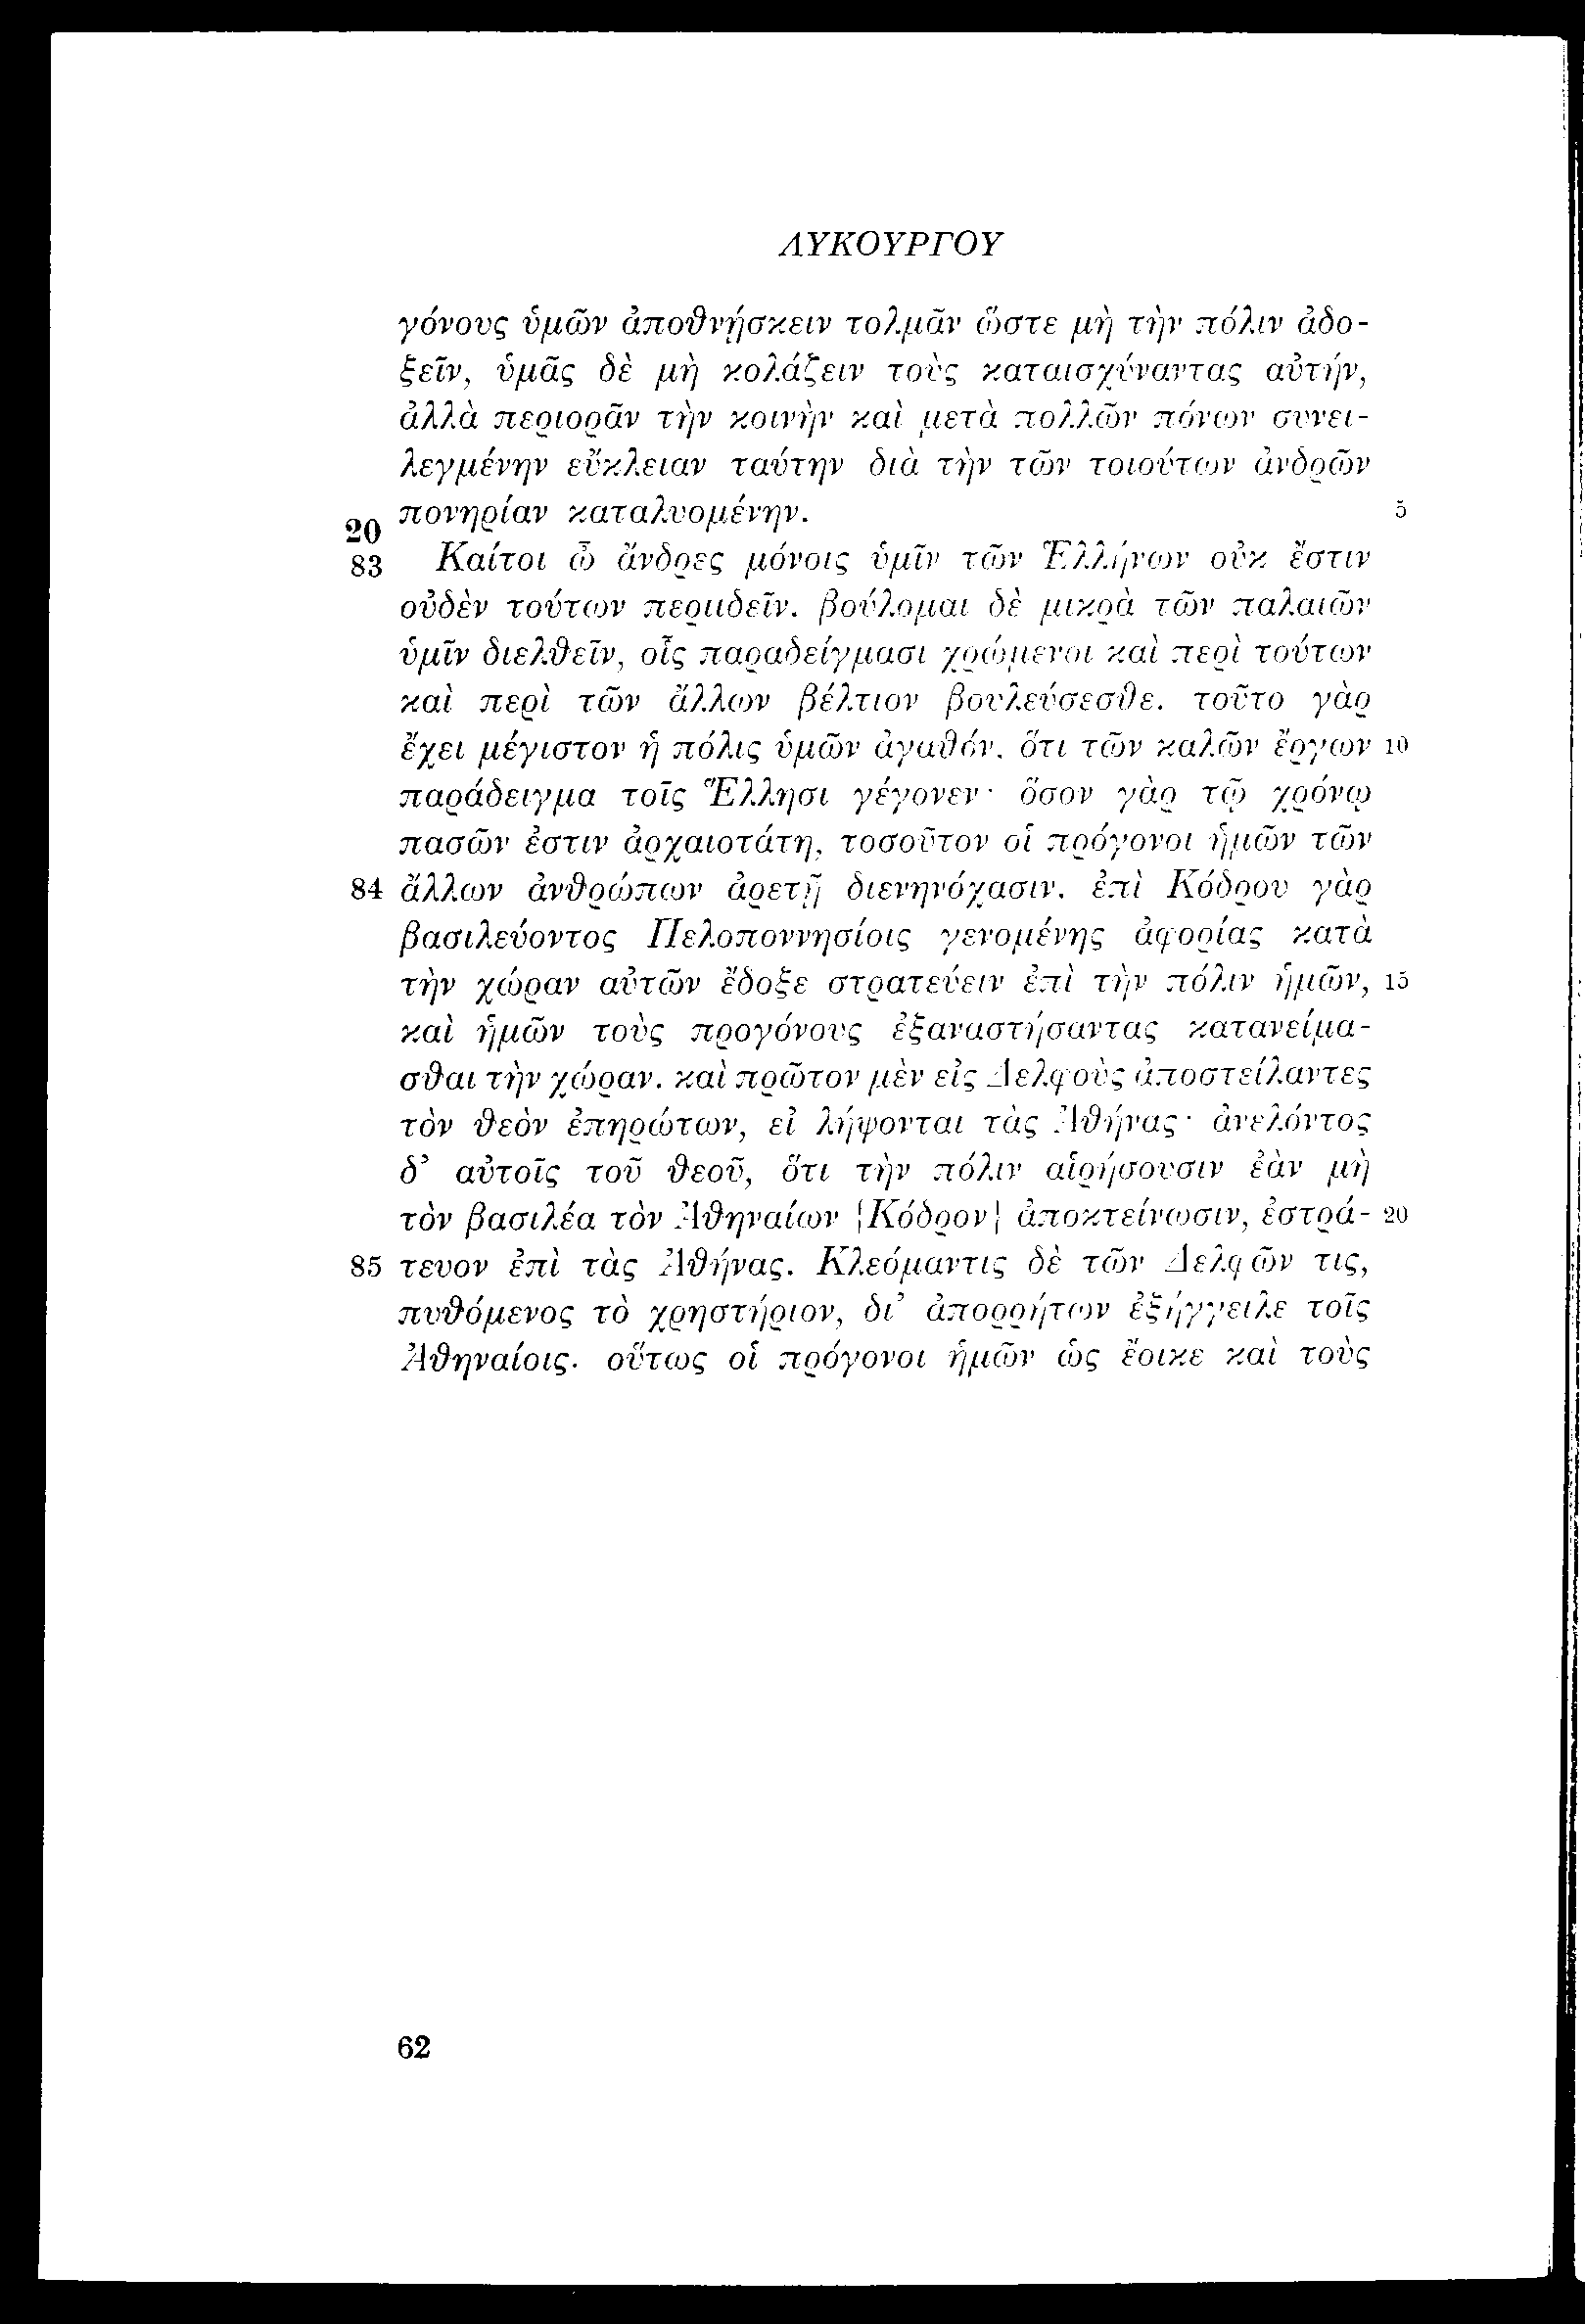 ΛΥΚΟΥΡΓΟΥ
γόνους ὑμῶν ἀποθνῄσκειν τολμᾶν ὥστε μὴ τὴν πόλιν ἀδο-
ξεῖν, ὑμᾶς δὲ μὴ κολάζειν τοὺς καταισχύναντας αὐτήν,
ἀλλὰ περιορᾶν τὴν κοινὴν καὶ μετὰ πολλῶν πόνων συνει-
λεγμένην εὔκλειαν ταύτην διὰ τὴν τῶν τοιούτων ἀνδρῶν
20 πονηρίαν καταλυομένην. 5
83 Καίτοι ὦ ἄνδρες μόνοις ὑμῖν τῶν Ἑλλήνων οὐκ ἔστιν
οὐδὲν τούτων περιιδεῖν. βούλομαι δὲ μικρὰ τῶν παλαιῶν
ὑμῖν διελθεῖν, οἷς παραδείγμασι χρώμενοι καὶ περὶ τούτων
καὶ περὶ τῶν ἄλλων βέλτιον βουλεύσεσθε. τοῦτο γὰρ
ἔχει μέγιστον ἡ πόλις ὑμῶν ἀγαθόν, ὅτι τῶν καλῶν ἔργων 10
παράδειγμα τοῖς Ἕλλησι γέγονεν· ὅσον γὰρ τῷ χρόνῳ
πασῶν ἐστιν ἀρχαιοτάτη, τοσοῦτον οἱ πρόγονοι ἡμῶν τῶν
84 ἄλλων ἀνθρώπων ἀρετῇ διενηνόχασιν. ἐπὶ Κόδρου γὰρ
βασιλεύοντος Πελοποννησίοις γενομένης ἀφορίας κατὰ
τὴν χώραν αὐτῶν ἔδοξε στρατεύειν ἐπὶ τὴν πόλιν ἡμῶν, 15
καὶ ἡμῶν τοὺς προγόνους ἐξαναστήσαντας κατανείμα-
σθαι τὴν χώραν. καὶ πρῶτον μὲν εἰς Δελφοὺς ἀποστείλαντες
τὸν θεὸν ἐπηρώτων, εἰ λήψονται τὰς Ἀθήνας· ἀνελόντος
δ’ αὐτοῖς τοῦ θεοῦ, ὅτι τὴν πόλιν αἱρήσουσιν ἐὰν μὴ
τὸν βασιλέα τὸν Ἀθηναίων [Κόδρον] ἀποκτείνωσιν, ἐστρά- 20
85 τευον ἐπὶ τὰς Ἀθήνας. Κλεόμαντις δὲ τῶν Δελφῶν τις,
πυθόμενος τὸ χρηστήριον, δι’ ἀπορρήτων ἐξήγγειλε τοῖς
Ἀθηναίοις. οὕτως οἱ πρόγονοι ἡμῶν ὡς ἔοικε καὶ τοὺς
62